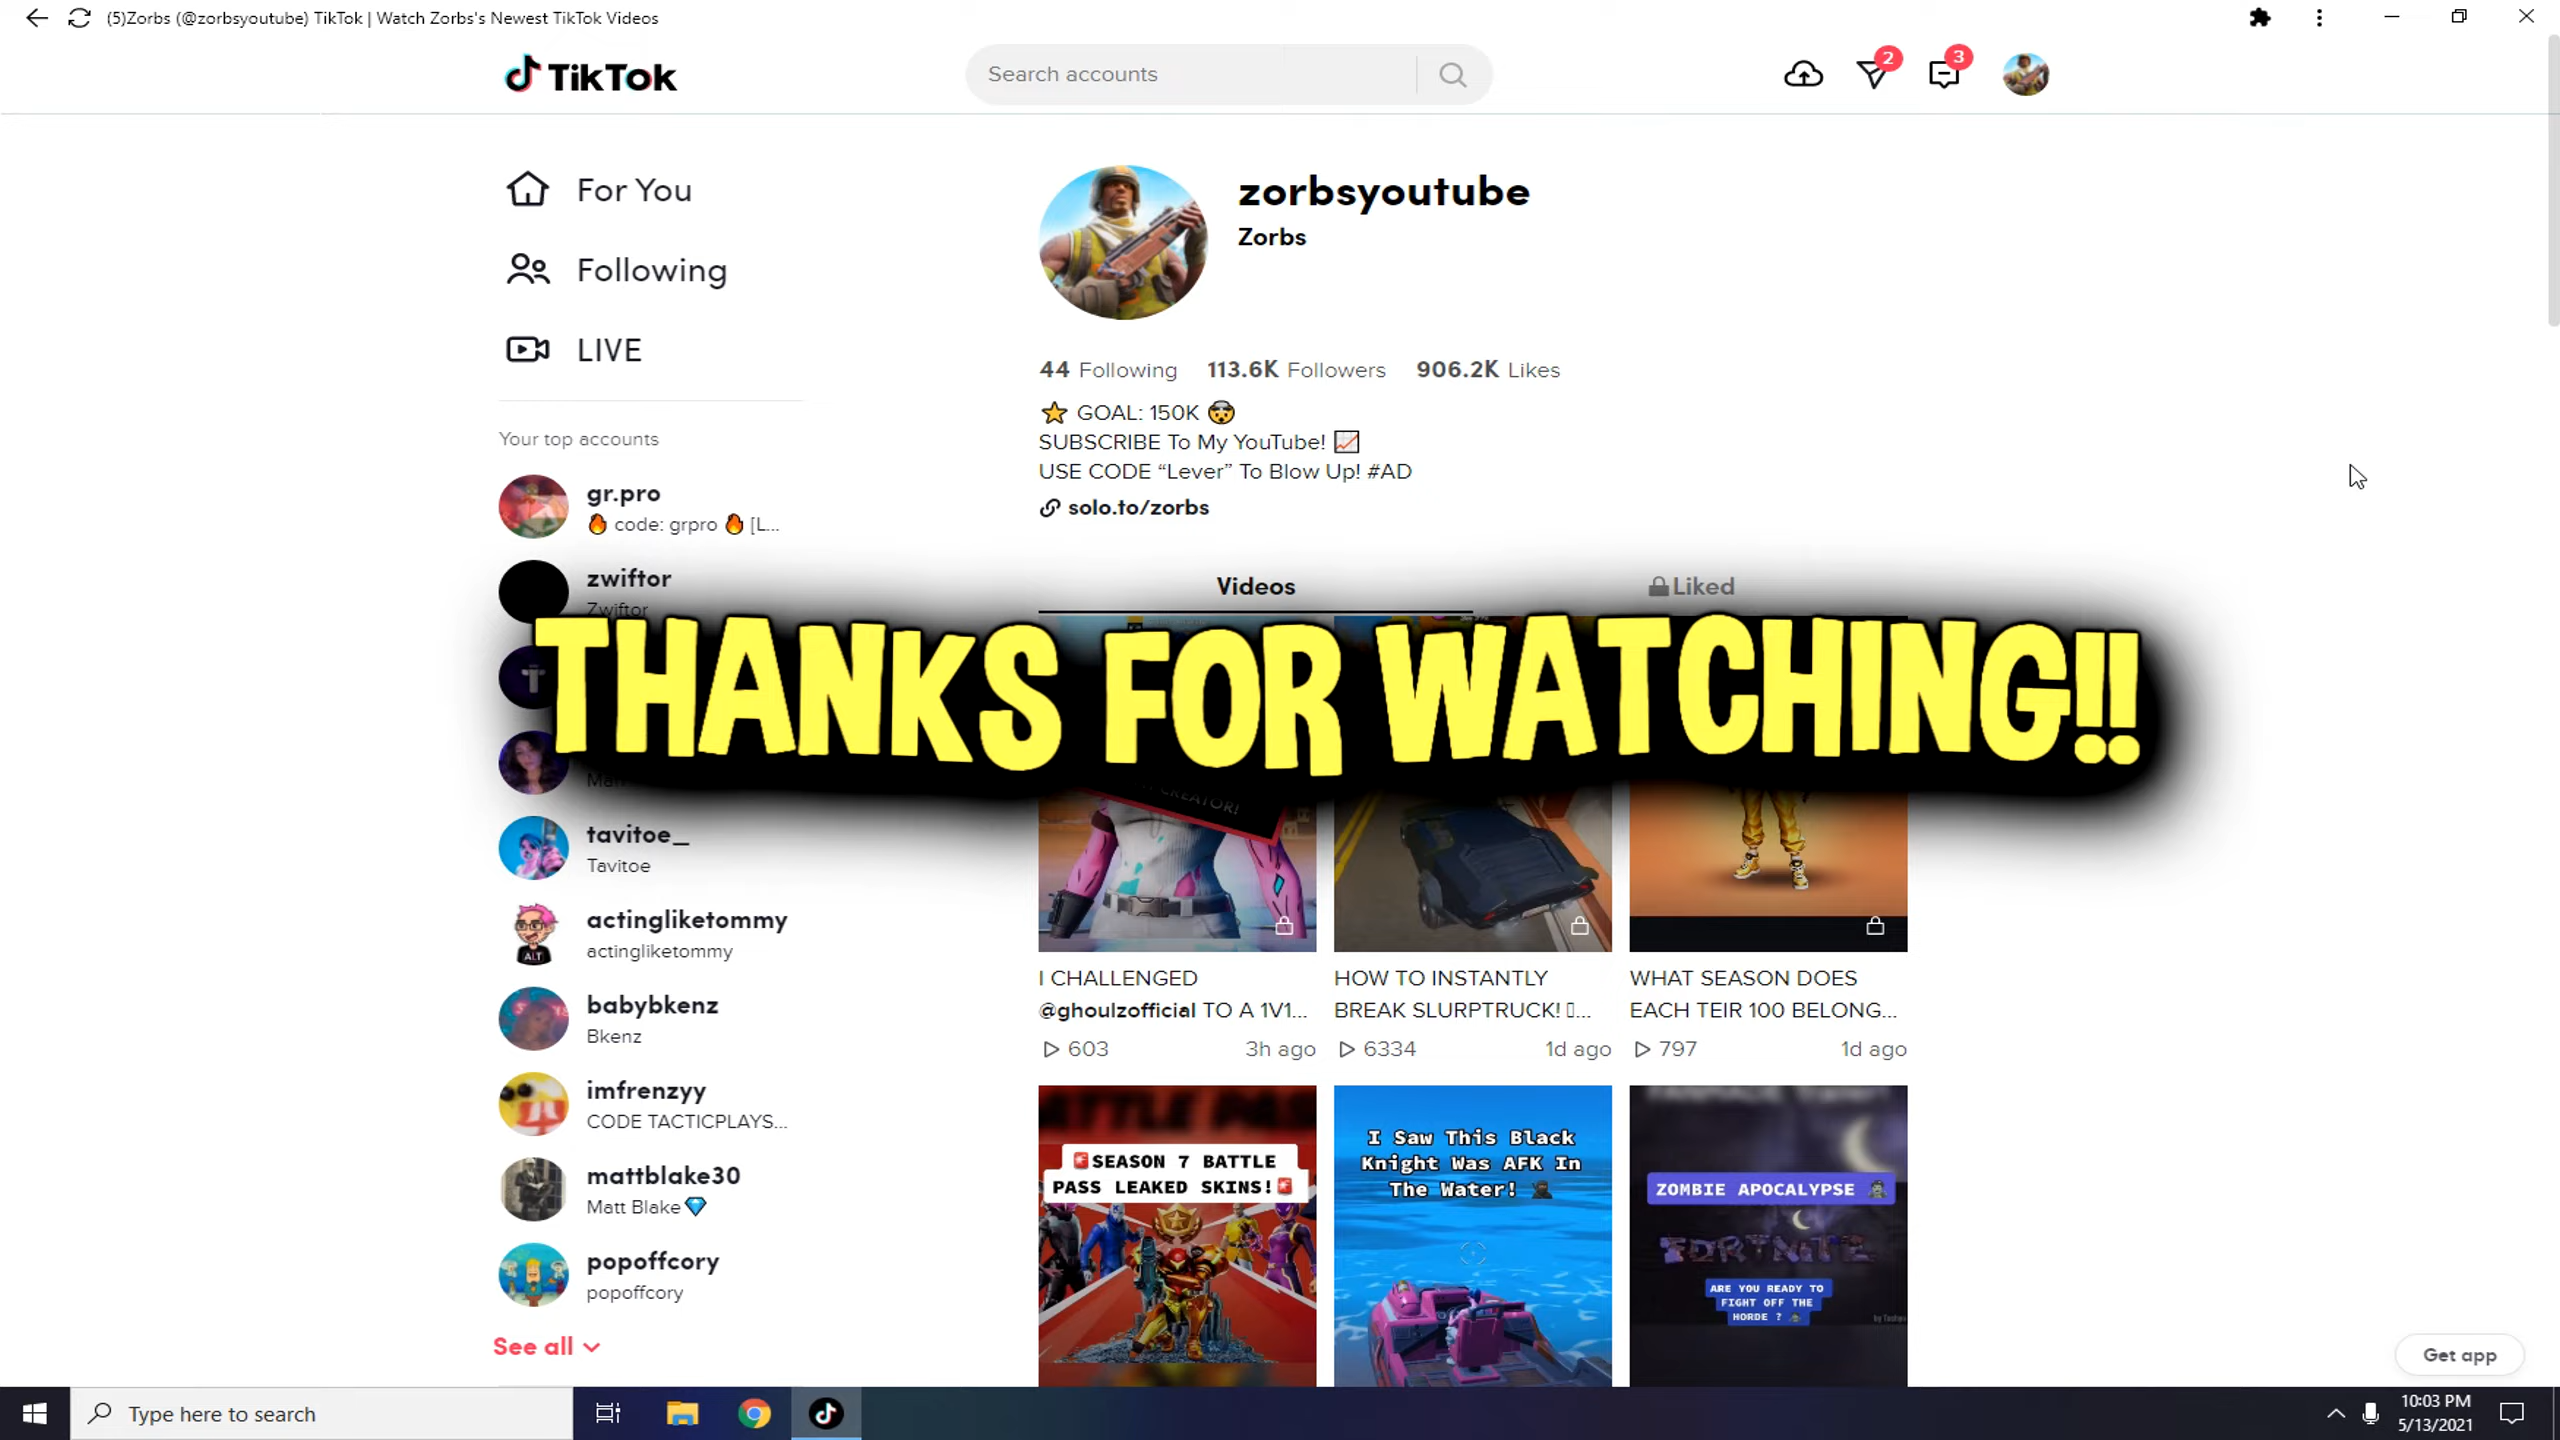 (5)Zorbs (@zorbsyoutube) TikTok | Watch Zorbs's Newest TikTok Videos
TikTok
Search accounts
2
3
For You
Following
LIVE
Your top accounts
gr.pro
🔥 code: grpro 🔥 [L...
zwiftor
Zwiftor
tavitoe_
Tavitoe
actingliketommy
actingliketommy
ALT
babybkenz
Bkenz
imfrenzyy
CODE TACTICPLAYS...
mattblake30
Matt Blake💎
popoffcory
popoffcory
See all
zorbsyoutube
Zorbs
44 Following 113.6K Followers 906.2K Likes
⭐ GOAL: 150K 🤯
SUBSCRIBE To My YouTube! 📈
USE CODE “Lever” To Blow Up! #AD
solo.to/zorbs
Videos
Liked
THANKS FOR WATCHING!!
CREATOR!
I CHALLENGED
@ghoulzofficial TO A 1V1...
603 3h ago
HOW TO INSTANTLY
BREAK SLURPTRUCK! ▯...
6334 1d ago
WHAT SEASON DOES
EACH TEIR 100 BELONG...
797 1d ago
🚨SEASON 7 BATTLE
PASS LEAKED SKINS!🚨
I Saw This Black
Knight Was AFK In
The Water!
ZOMBIE APOCALYPSE
FORTNITE
ARE YOU READY TO
FIGHT OFF THE
HORDE ?
Get app
Type here to search
10:03 PM
5/13/2021